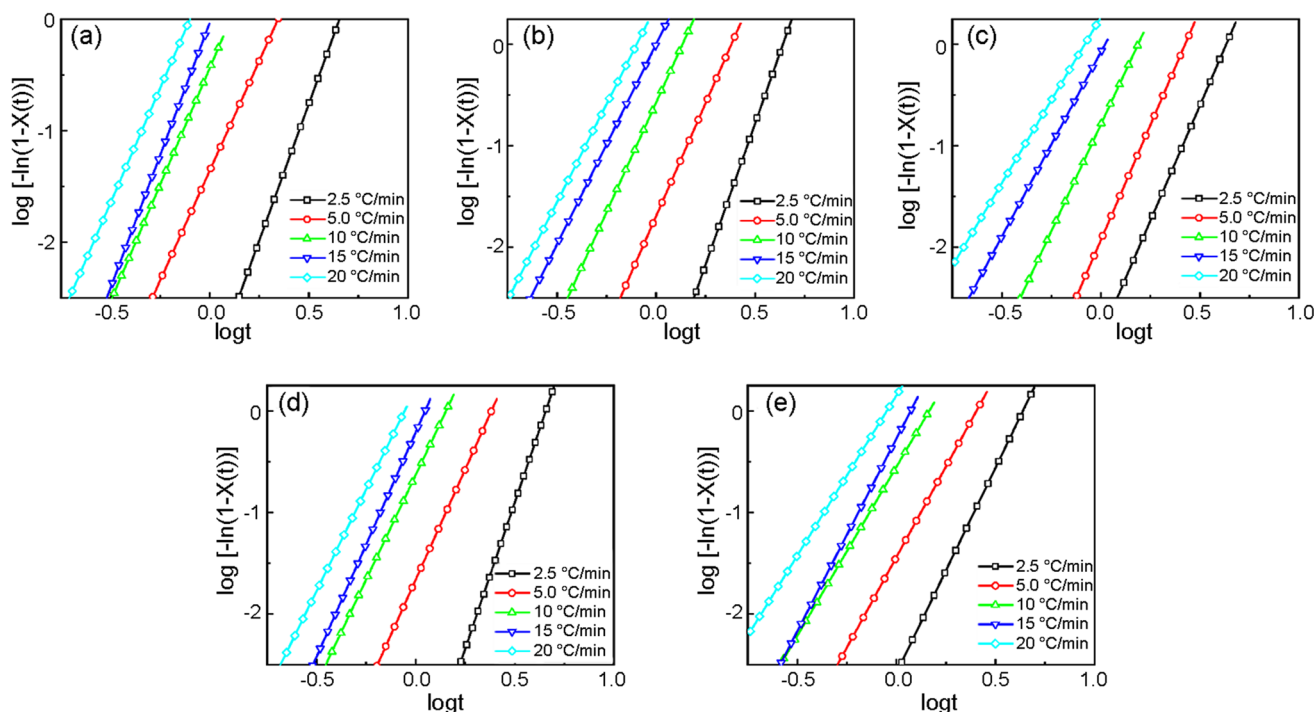 (a)
0
-1
-2
log [-ln(1-X(t))]
2.5 °C/min
5.0 °C/min
10 °C/min
15 °C/min
20 °C/min
-0.5 0.0 0.5 1.0
logt
(b)
0
-1
-2
log [-ln(1-X(t))]
2.5 °C/min
5.0 °C/min
10 °C/min
15 °C/min
20 °C/min
-0.5 0.0 0.5 1.0
logt
(c)
0
-1
-2
log [-ln(1-X(t))]
2.5 °C/min
5.0 °C/min
10 °C/min
15 °C/min
20 °C/min
-0.5 0.0 0.5 1.0
logt
(d)
0
-1
-2
log [-ln(1-X(t))]
2.5 °C/min
5.0 °C/min
10 °C/min
15 °C/min
20 °C/min
-0.5 0.0 0.5 1.0
logt
(e)
0
-1
-2
log [-ln(1-X(t))]
2.5 °C/min
5.0 °C/min
10 °C/min
15 °C/min
20 °C/min
-0.5 0.0 0.5 1.0
logt